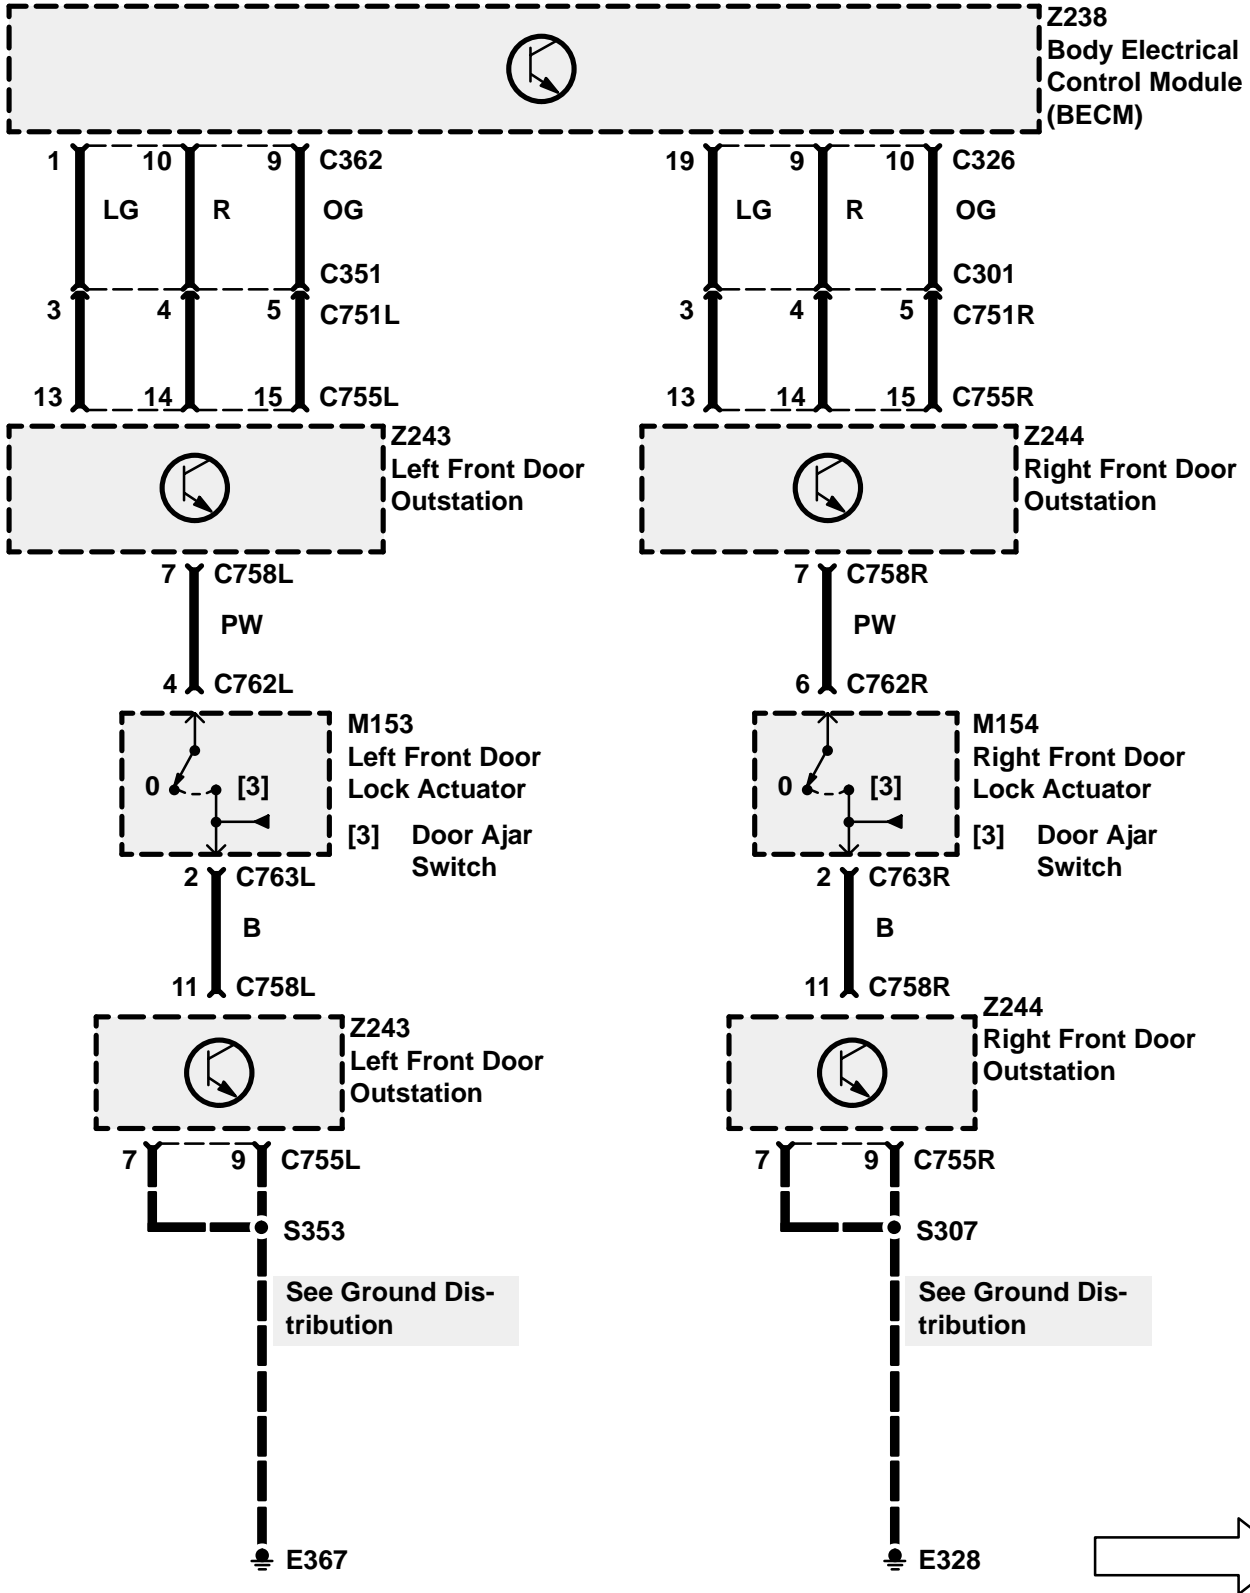 Z238
Body Electrical
Control Module
(BECM)
1 10 9 C362 19 9 10 C326
LG R OG LG R OG
C351 C301
3 4 5 C751L 3 4 5 C751R
13 14 15 C755L 13 14 15 C755R
Z243
Left Front Door
Outstation
Z244
Right Front Door
Outstation
7 C758L 7 C758R
PW PW
4 C762L 6 C762R
M153
Left Front Door
Lock Actuator
0 [3]
[3] Door Ajar
Switch
M154
Right Front Door
Lock Actuator
0 [3]
[3] Door Ajar
Switch
2 C763L 2 C763R
B B
11 C758L 11 C758R
Z243
Left Front Door
Outstation
Z244
Right Front Door
Outstation
7 9 C755L 7 9 C755R
S353 S307
See Ground Dis-
tribution
See Ground Dis-
tribution
E367 E328